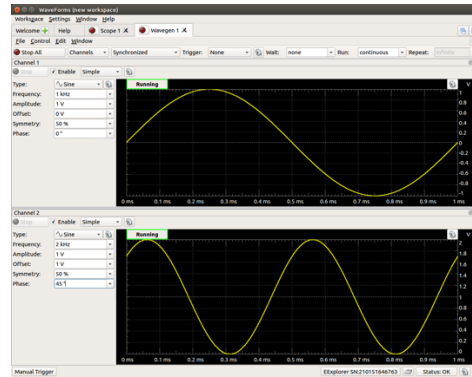 WaveForms (new workspace)
Workspace Settings Window Help
Welcome Help Scope 1 X Wavegen 1 X
File Control Edit Window
Stop All Channels Synchronized Trigger: None Wait: none Run: continuous Repeat: Infinite
Channel 1
Stop Enable Simple
Type: Sine Running V
Frequency: 1 kHz
Amplitude: 1 V
Offset: 0 V
Symmetry: 50 %
Phase: 0°
1
0.8
0.6
0.4
0.2
0
-0.2
-0.4
-0.6
-0.8
-1
0 ms 0.1 ms 0.2 ms 0.3 ms 0.4 ms 0.5 ms 0.6 ms 0.7 ms 0.8 ms 0.9 ms 1 ms
Channel 2
Stop Enable Simple
Type: Sine Running V
Frequency: 2 kHz
Amplitude: 1 V
Offset: 1 V
Symmetry: 50 %
Phase: 45 °
2
1.8
1.6
1.4
1.2
1
0.8
0.6
0.4
0.2
0
0 ms 0.1 ms 0.2 ms 0.3 ms 0.4 ms 0.5 ms 0.6 ms 0.7 ms 0.8 ms 0.9 ms 1 ms
Manual Trigger EExplorer SN:210151646763 Status: OK